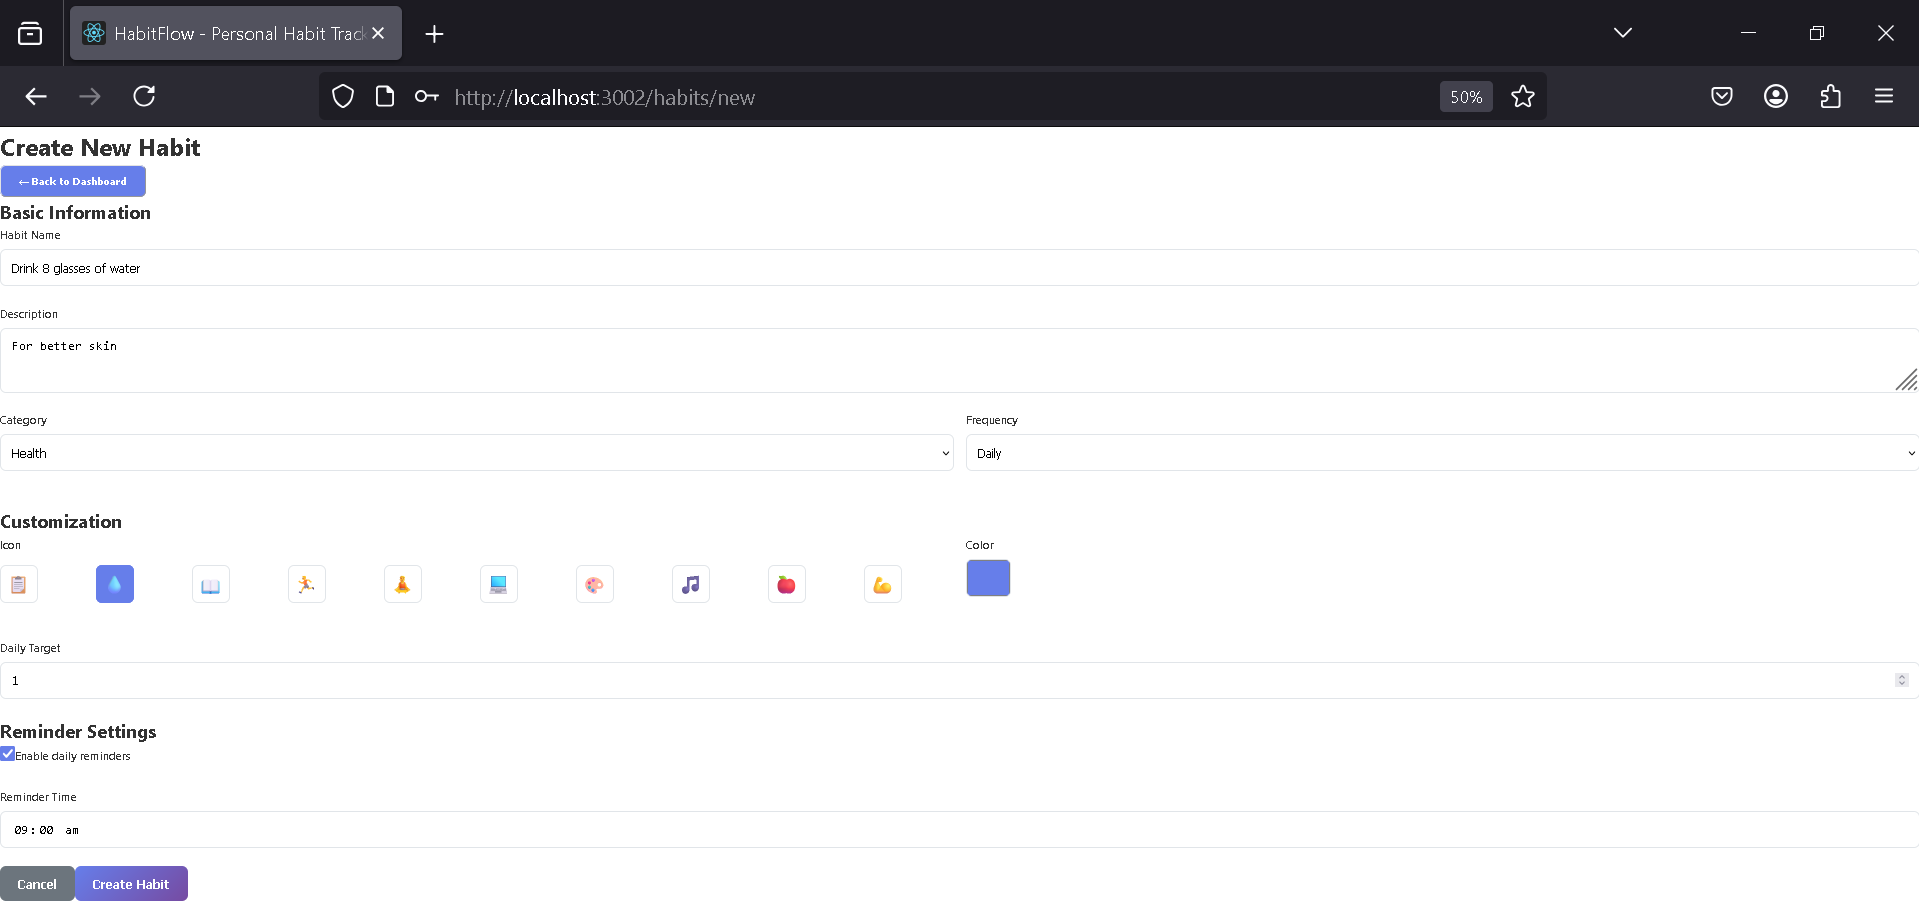 HabitFlow - Personal Habit Trac
http://localhost:3002/habits/new
50%
Create New Habit
← Back to Dashboard
Basic Information
Habit Name
Drink 8 glasses of water
Description
For better skin
Category
Frequency
Health
Daily
Customization
Icon
Color
Daily Target
1
Reminder Settings
Enable daily reminders
Reminder Time
09:00 am
Cancel
Create Habit